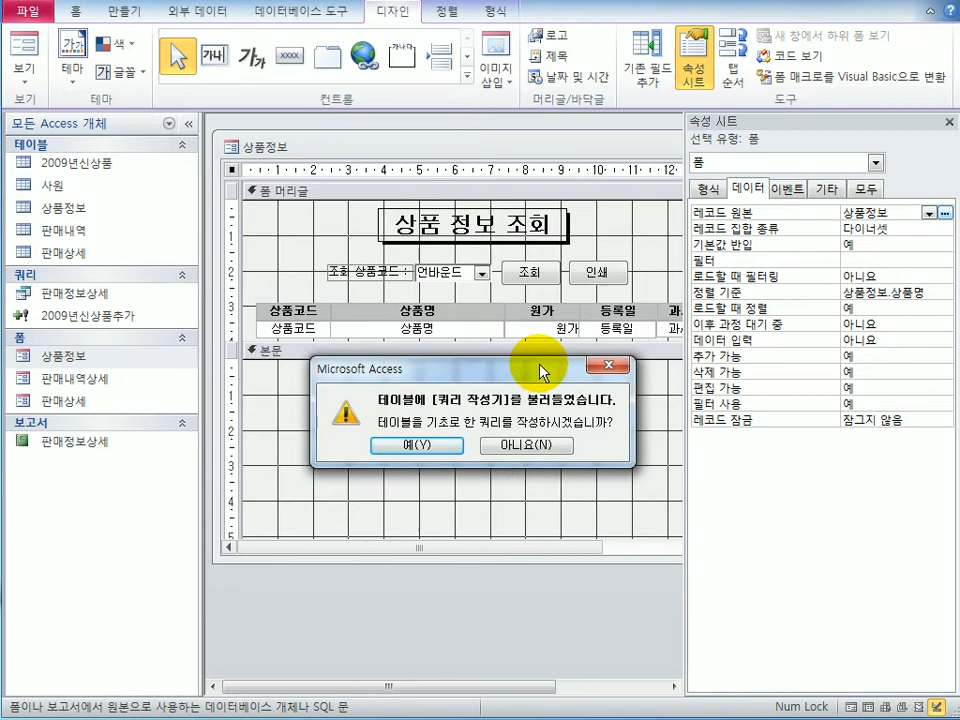 파일 홈 만들기 외부 데이터 데이터베이스 도구 디자인 정렬 형식
보기
테마
색
글꼴
가나
가가
xxxx
이미지 삽입
로고
제목
날짜 및 시간
기존 필드 추가
속성 시트
탭 순서
새 창에서 하위 폼 보기
코드 보기
폼 매크로를 Visual Basic으로 변환
보기 테마 컨트롤 머리글/바닥글 도구
모든 Access 개체
테이블
2009년신상품
사원
상품정보
판매내역
판매상세
쿼리
판매정보상세
2009년신상품추가
폼
상품정보
판매내역상세
판매상세
보고서
판매정보상세
상품정보
1 2 3 4 5 6 7 8 9 10 11 12
폼 머리글
상품 정보 조회
조회 상품코드 : 언바운드 조회 인쇄
상품코드 상품명 원가 등록일
상품코드 상품명 원가 등록일
본문
Microsoft Access
테이블에 [쿼리 작성기]를 불러들였습니다.
테이블을 기초로 한 쿼리를 작성하시겠습니까?
예(Y) 아니요(N)
속성 시트
선택 유형: 폼
폼
형식 데이터 이벤트 기타 모두
레코드 원본 상품정보
레코드 집합 종류 다이너셋
기본값 반입 예
필터
로드할 때 필터링 아니요
정렬 기준 상품정보.상품명
로드할 때 정렬 예
이후 과정 대기 중 아니요
데이터 입력 아니요
추가 가능 예
삭제 가능 예
편집 가능 예
필터 사용 예
레코드 잠금 잠그지 않음
폼이나 보고서에서 원본으로 사용하는 데이터베이스 개체나 SQL 문
Num Lock